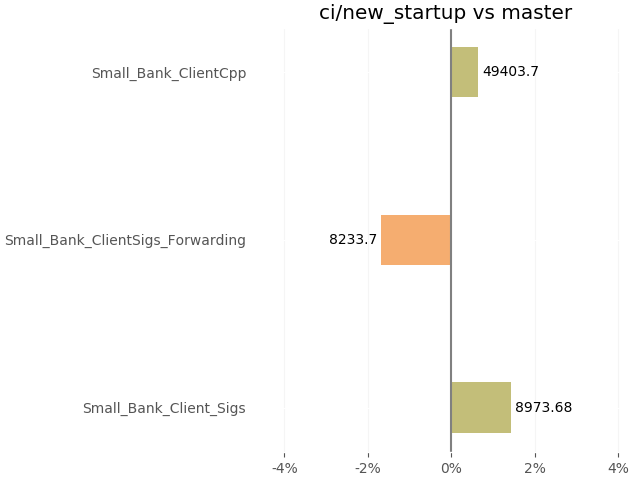 ci/new_startup vs master
Small_Bank_ClientCpp
49403.7
Small_Bank_ClientSigs_Forwarding
8233.7
Small_Bank_Client_Sigs
8973.68
-4%
-2%
0%
2%
4%